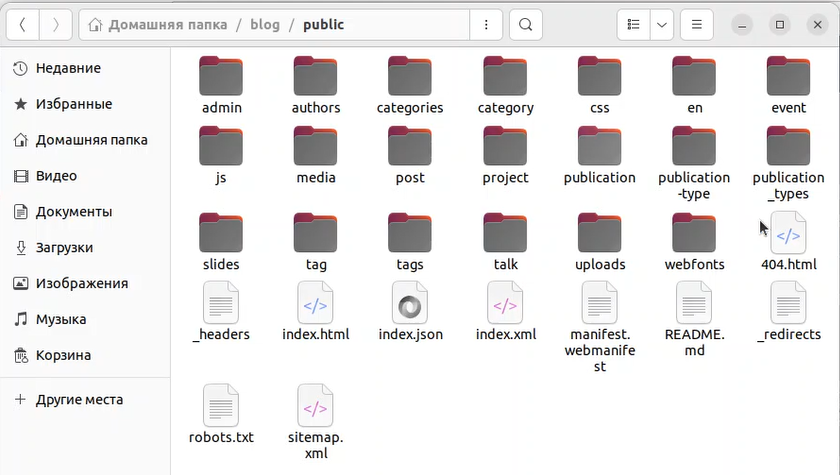 Домашняя папка / blog / public
Недавние
Избранные
Домашняя папка
Видео
Документы
Загрузки
Изображения
Музыка
Корзина
Другие места
admin authors categories category css en event
js media post project publication publication publication
-type _types
slides tag tags talk uploads webfonts 404.html
_headers index.html index.json index.xml manifest. README. _redirects
webmanife md
st
robots.txt sitemap.
xml